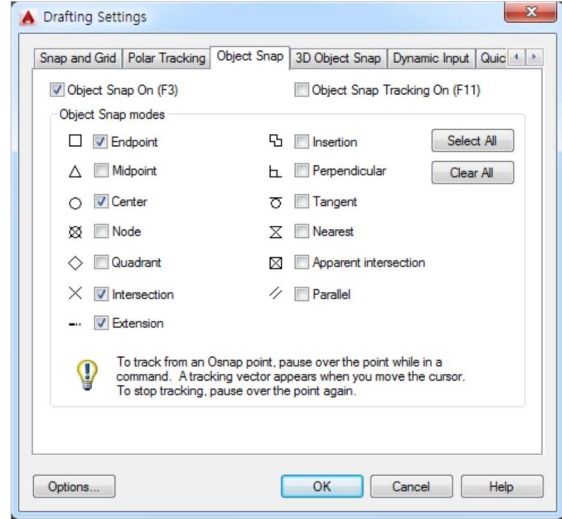 Drafting Settings
Snap and Grid Polar Tracking Object Snap 3D Object Snap Dynamic Input Quic
Object Snap On (F3) Object Snap Tracking On (F11)
Object Snap modes
Endpoint Insertion Select All
Midpoint Perpendicular Clear All
Center Tangent
Node Nearest
Quadrant Apparent intersection
Intersection Parallel
Extension
To track from an Osnap point, pause over the point while in a
command. A tracking vector appears when you move the cursor.
To stop tracking, pause over the point again.
Options... OK Cancel Help